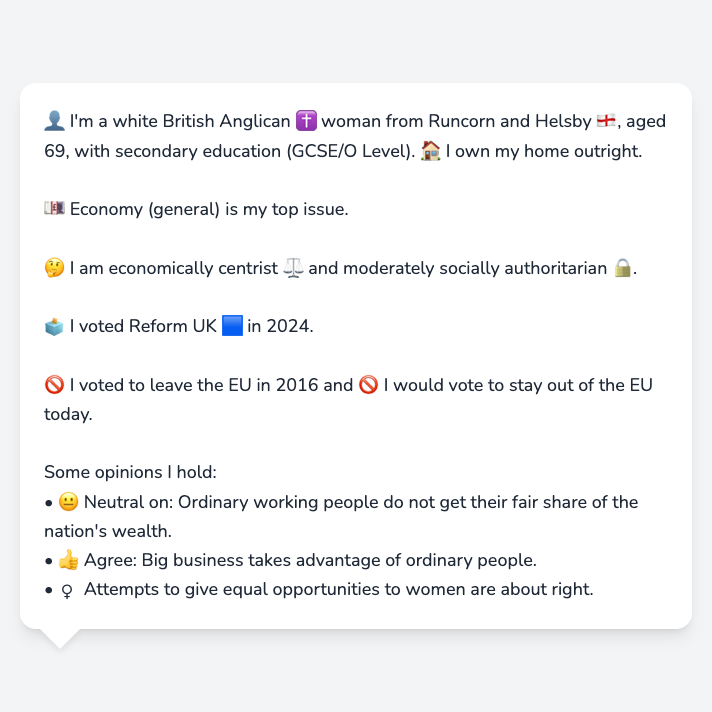 👤 I'm a white British Anglican ✝️ woman from Runcorn and Helsby 🏴󠁧󠁢󠁥󠁮󠁧󠁿, aged
69, with secondary education (GCSE/O Level). 🏠 I own my home outright.
💷 Economy (general) is my top issue.
🤔 I am economically centrist ⚖️ and moderately socially authoritarian 🔒.
🗳️ I voted Reform UK 🟦 in 2024.
🚫 I voted to leave the EU in 2016 and 🚫 I would vote to stay out of the EU
today.
Some opinions I hold:
• 😐 Neutral on: Ordinary working people do not get their fair share of the
nation's wealth.
• 👍 Agree: Big business takes advantage of ordinary people.
• ♀ Attempts to give equal opportunities to women are about right.